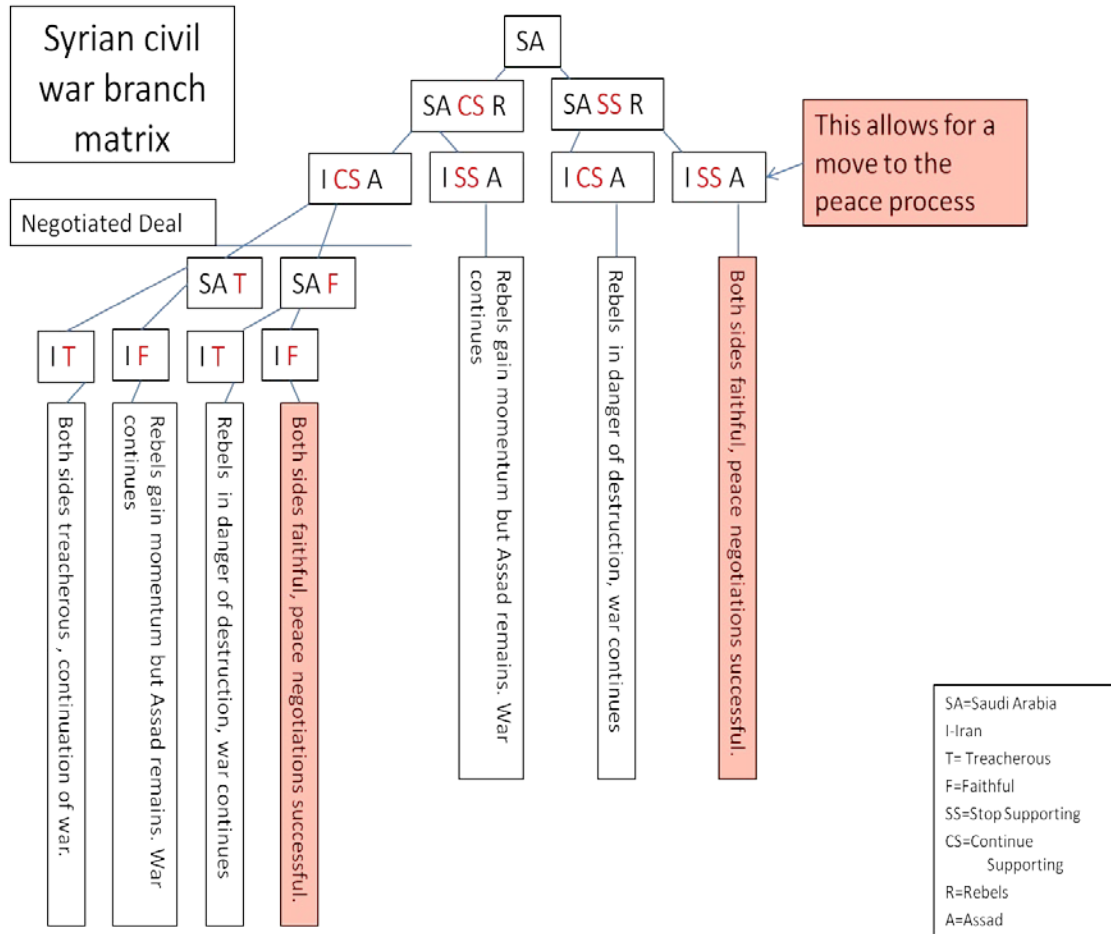 Syrian civil
war branch
matrix
SA
SA CS R
SA SS R
This allows for a
move to the
peace process
I CS A
I SS A
I CS A
I SS A
Negotiated Deal
SA T
SA F
I T
I F
I T
I F
Both sides treacherous , continuation of war.
Rebels gain momentum but Assad remains. War
continues
Rebels in danger of destruction, war continues
Both sides faithful, peace negotiations successful.
Rebels gain momentum but Assad remains. War
continues
Rebels in danger of destruction, war continues
Both sides faithful, peace negotiations successful.
SA=Saudi Arabia
I-Iran
T= Treacherous
F=Faithful
SS=Stop Supporting
CS=Continue
Supporting
R=Rebels
A=Assad